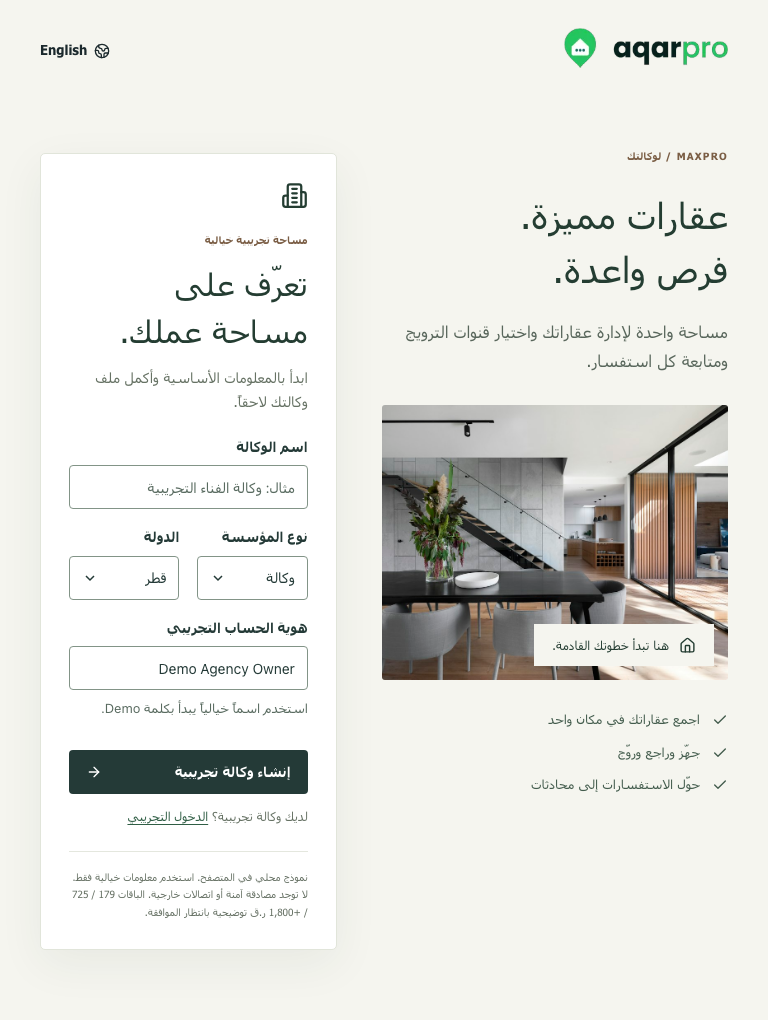 aqarpro
English
MAXPRO / لوكالتك
عقارات مميزة.
فرص واعدة.
مساحة واحدة لإدارة عقاراتك واختيار قنوات الترويج
ومتابعة كل استفسار.
هنا تبدأ خطوتك القادمة.
اجمع عقاراتك في مكان واحد
جهّز وراجع وروّج
حوّل الاستفسارات إلى محادثات
مساحة تجريبية خيالية
تعرّف على
مساحة عملك.
ابدأ بالمعلومات الأساسية وأكمل ملف
وكالتك لاحقاً.
اسم الوكالة
مثال: وكالة الفناء التجريبية
نوع المؤسسة
الدولة
وكالة
قطر
هوية الحساب التجريبي
Demo Agency Owner
استخدم اسماً خيالياً يبدأ بكلمة Demo.
إنشاء وكالة تجريبية
لديك وكالة تجريبية؟ الدخول التجريبي
نموذج محلي في المتصفح. استخدم معلومات خيالية فقط.
لا توجد مصادقة آمنة أو اتصالات خارجية. الباقات 179 / 725
/ +1,800 ر.ق توضيحية بانتظار الموافقة.